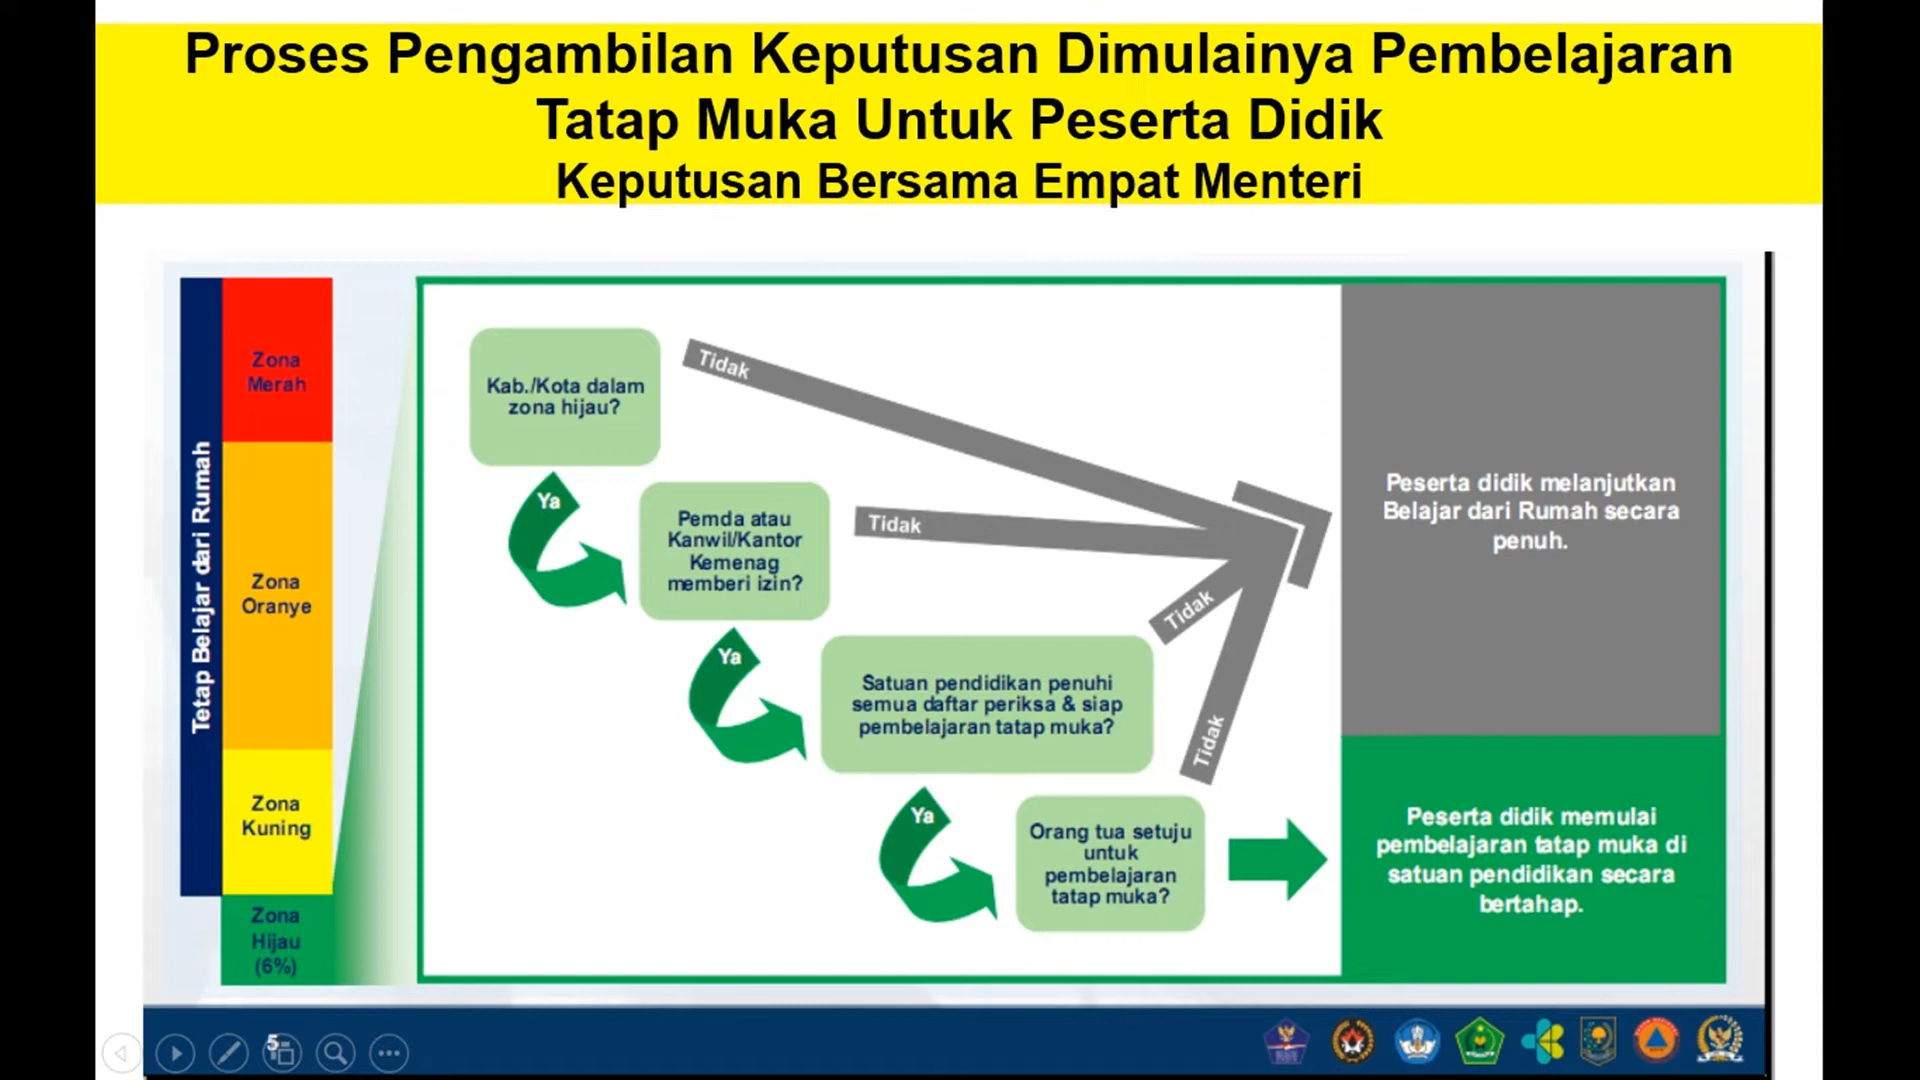 Proses Pengambilan Keputusan Dimulainya Pembelajaran
Tatap Muka Untuk Peserta Didik
Keputusan Bersama Empat Menteri
Tetap Belajar dari Rumah
Zona
Merah
Zona
Oranye
Zona
Kuning
Zona
Hijau
(6%)
Kab./Kota dalam
zona hijau?
Tidak
Ya
Pemda atau
Kanwil/Kantor
Kemenag
memberi izin?
Tidak
Ya
Satuan pendidikan penuhi
semua daftar periksa & siap
pembelajaran tatap muka?
Tidak
Ya
Orang tua setuju
untuk
pembelajaran
tatap muka?
Tidak
Peserta didik melanjutkan
Belajar dari Rumah secara
penuh.
Peserta didik memulai
pembelajaran tatap muka di
satuan pendidikan secara
bertahap.
5